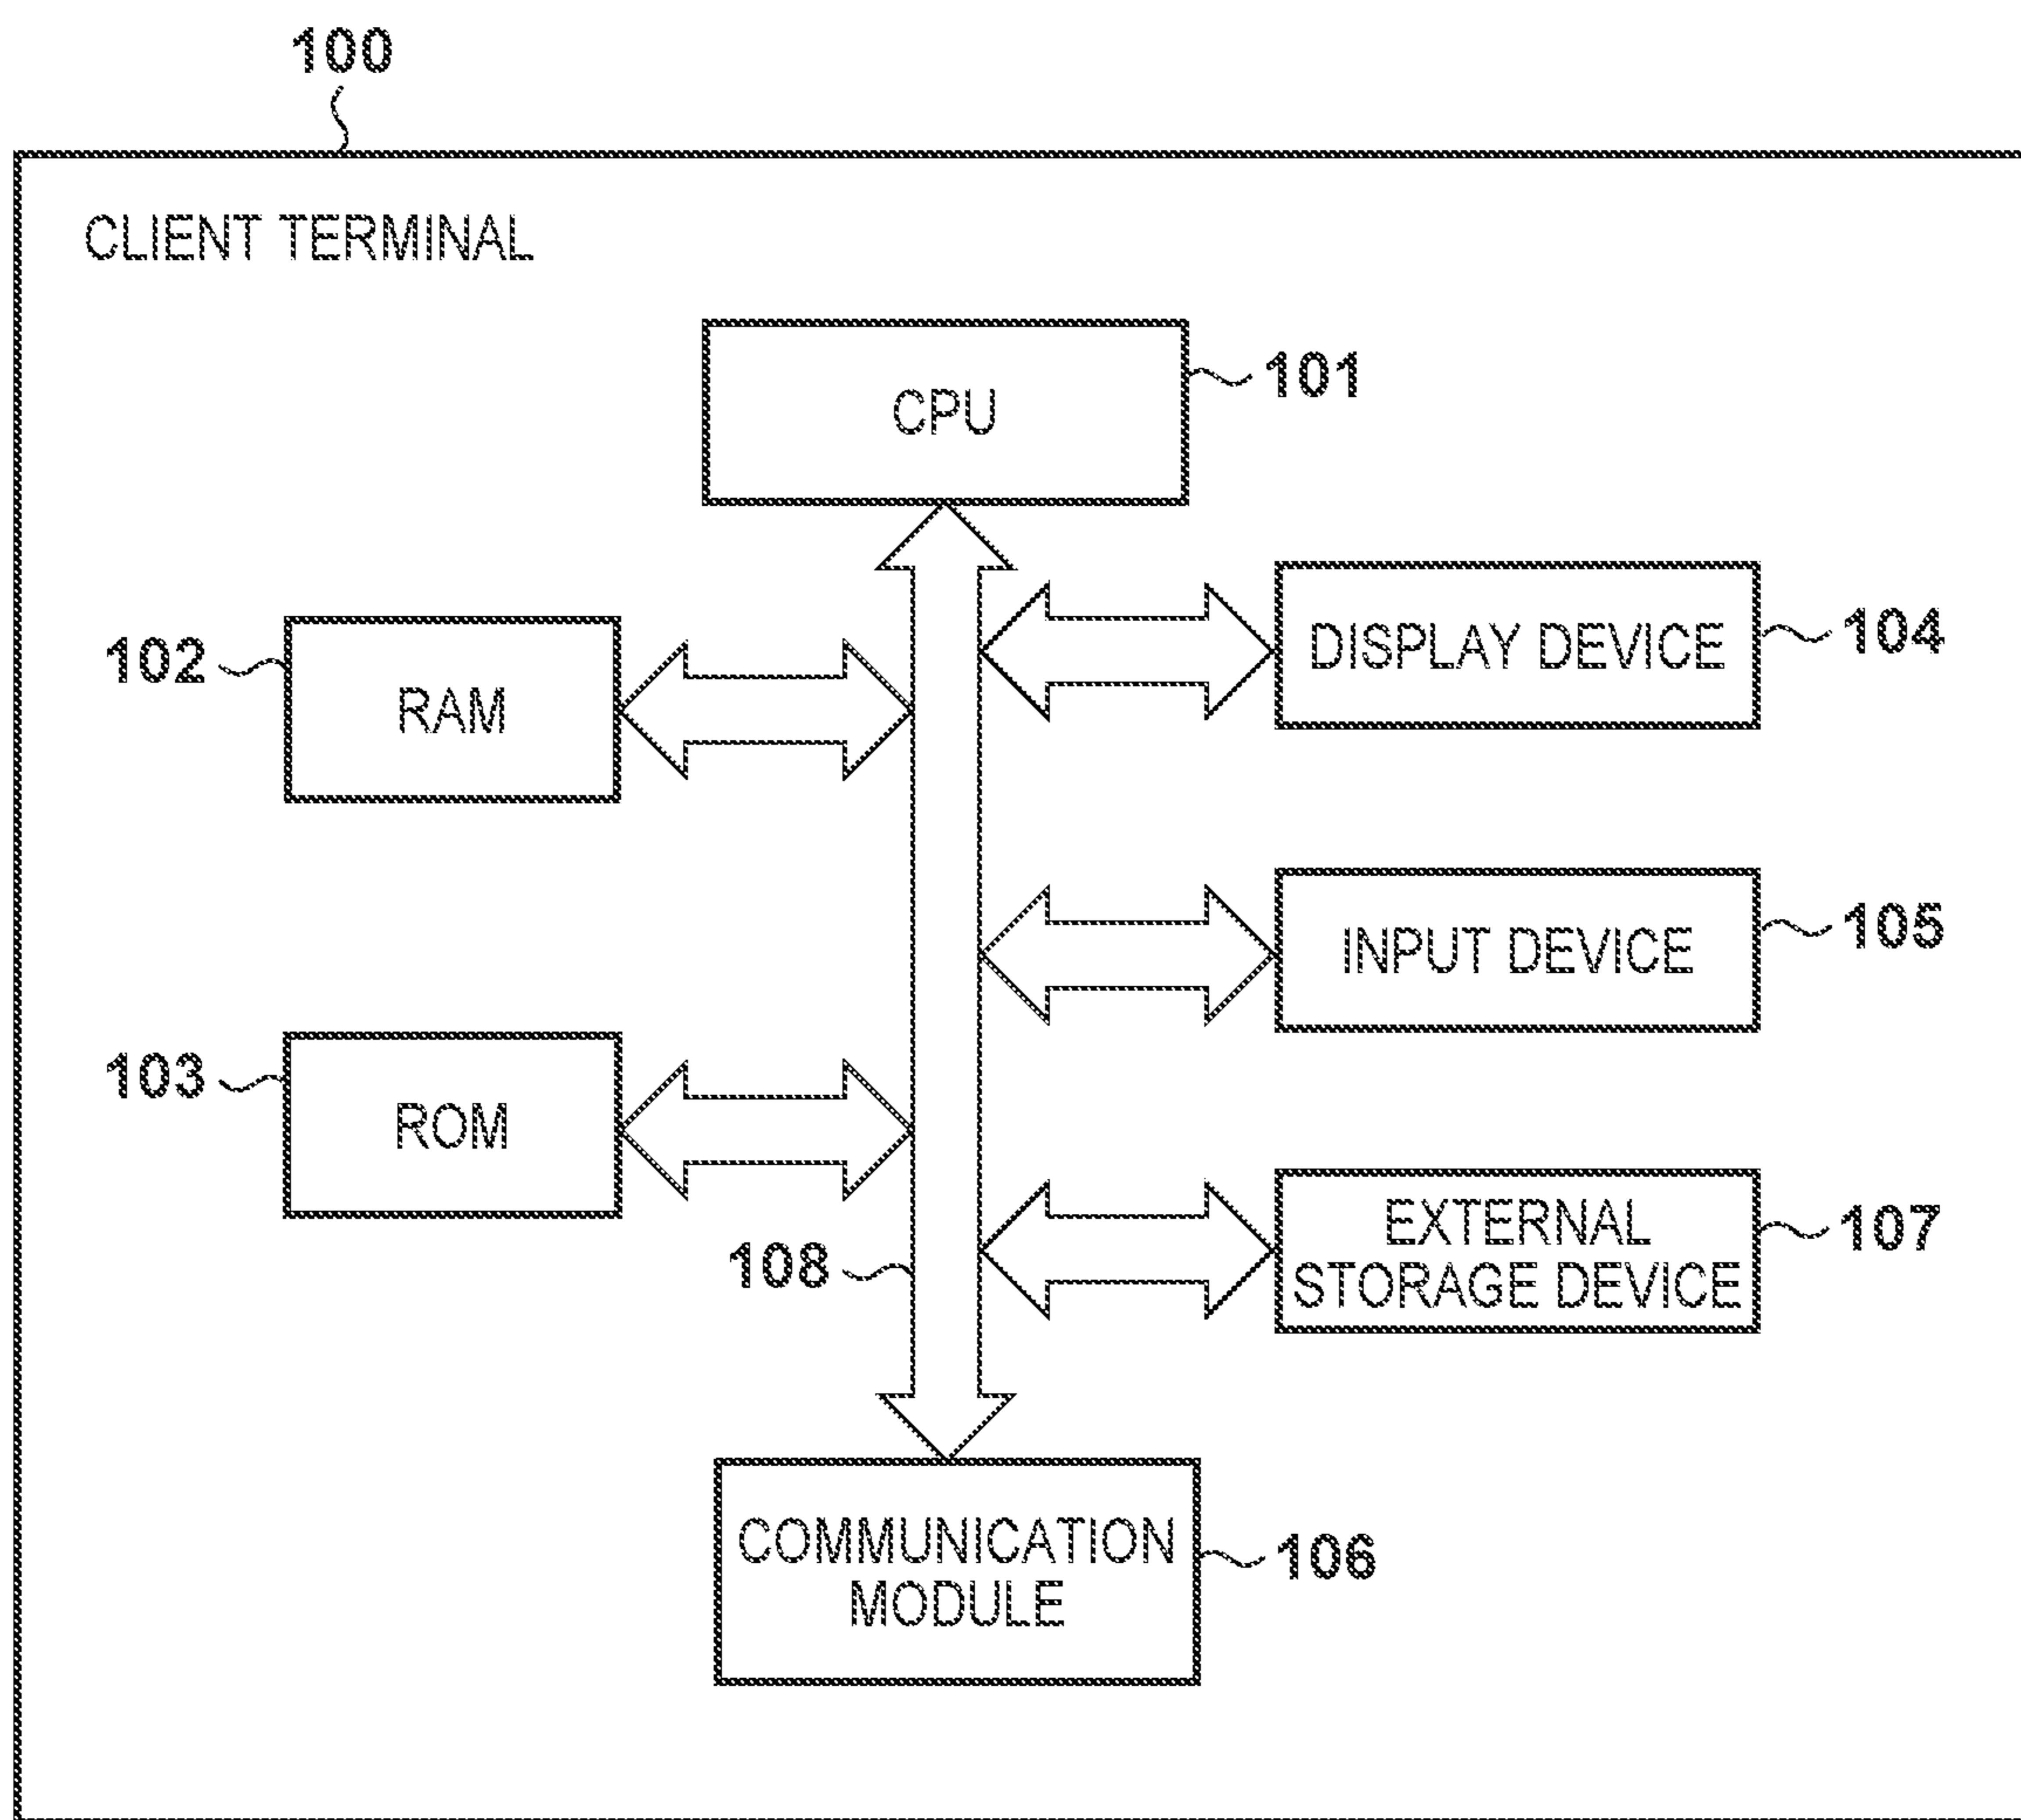 100
CLIENT TERMINAL
CPU
101
102
RAM
DISPLAY DEVICE
104
INPUT DEVICE
105
103
ROM
108
EXTERNAL
STORAGE DEVICE
107
COMMUNICATION
MODULE
106